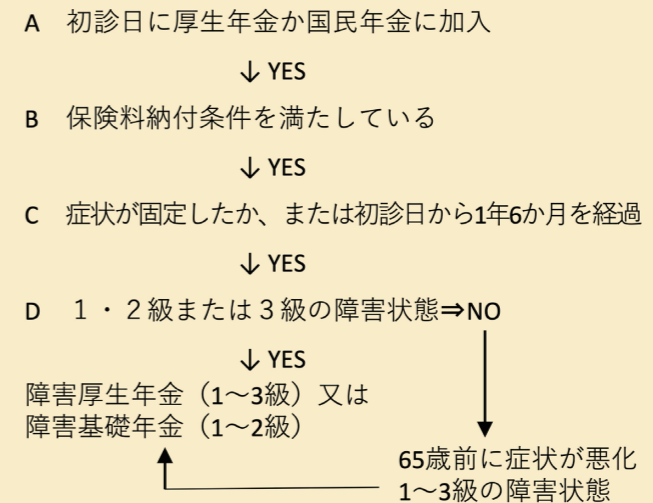 A 初診日に厚生年金か国民年金に加入
↓ YES
B 保険料納付条件を満たしている
↓ YES
C 症状が固定したか、または初診日から1年6か月を経過
↓ YES
D １・２級または３級の障害状態⇒NO
↓ YES
障害厚生年金（1～3級）又は
障害基礎年金（1～2級）
65歳前に症状が悪化
1～3級の障害状態